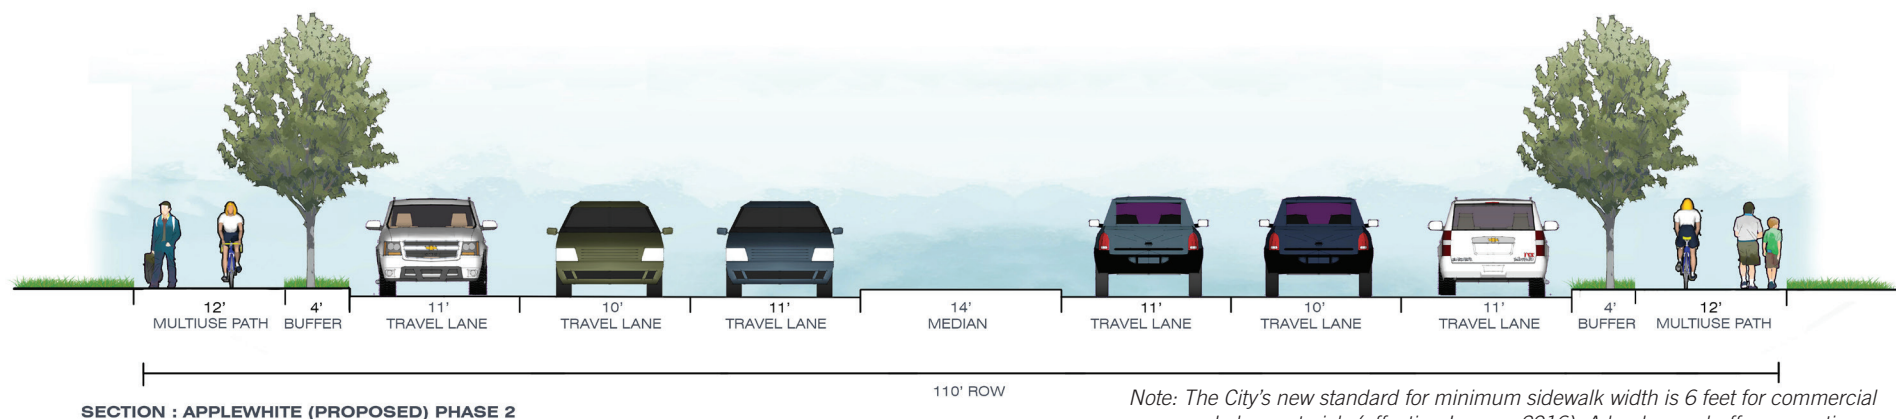 12' 4' 11' 10' 11' 14' 11' 10' 11' 4' 12'
MULTIUSE PATH BUFFER TRAVEL LANE TRAVEL LANE TRAVEL LANE MEDIAN TRAVEL LANE TRAVEL LANE TRAVEL LANE BUFFER MULTIUSE PATH
110' ROW
SECTION : APPLEWHITE (PROPOSED) PHASE 2
Note: The City's new standard for minimum sidewalk width is 6 feet for commercial